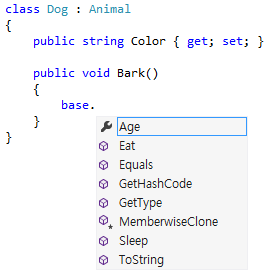 class Dog : Animal
{
    public string Color { get; set; }

    public void Bark()
    {
        base.
    }
}
Age
Eat
Equals
GetHashCode
GetType
MemberwiseClone
Sleep
ToString